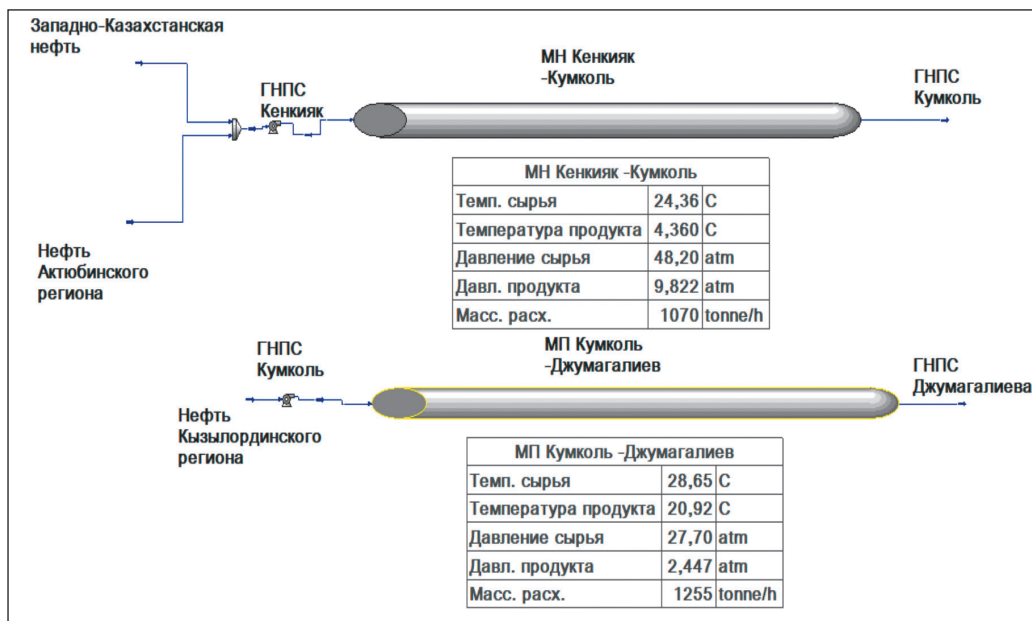 Западно-Казахстанская
нефть
ГНПС
Кенкияк
МН Кенкияк
-Кумколь
ГНПС
Кумколь
Нефть
Актюбинского
региона
МН Кенкияк -Кумколь
Темп. сырья 24,36 C
Температура продукта 4,360 C
Давление сырья 48,20 atm
Давл. продукта 9,822 atm
Масс. расх. 1070 tonne/h
ГНПС
Кумколь
МП Кумколь
-Джумагалиев
ГНПС
Джумагалиева
Нефть
Кызылординского
региона
МП Кумколь -Джумагалиев
Темп. сырья 28,65 C
Температура продукта 20,92 C
Давление сырья 27,70 atm
Давл. продукта 2,447 atm
Масс. расх. 1255 tonne/h